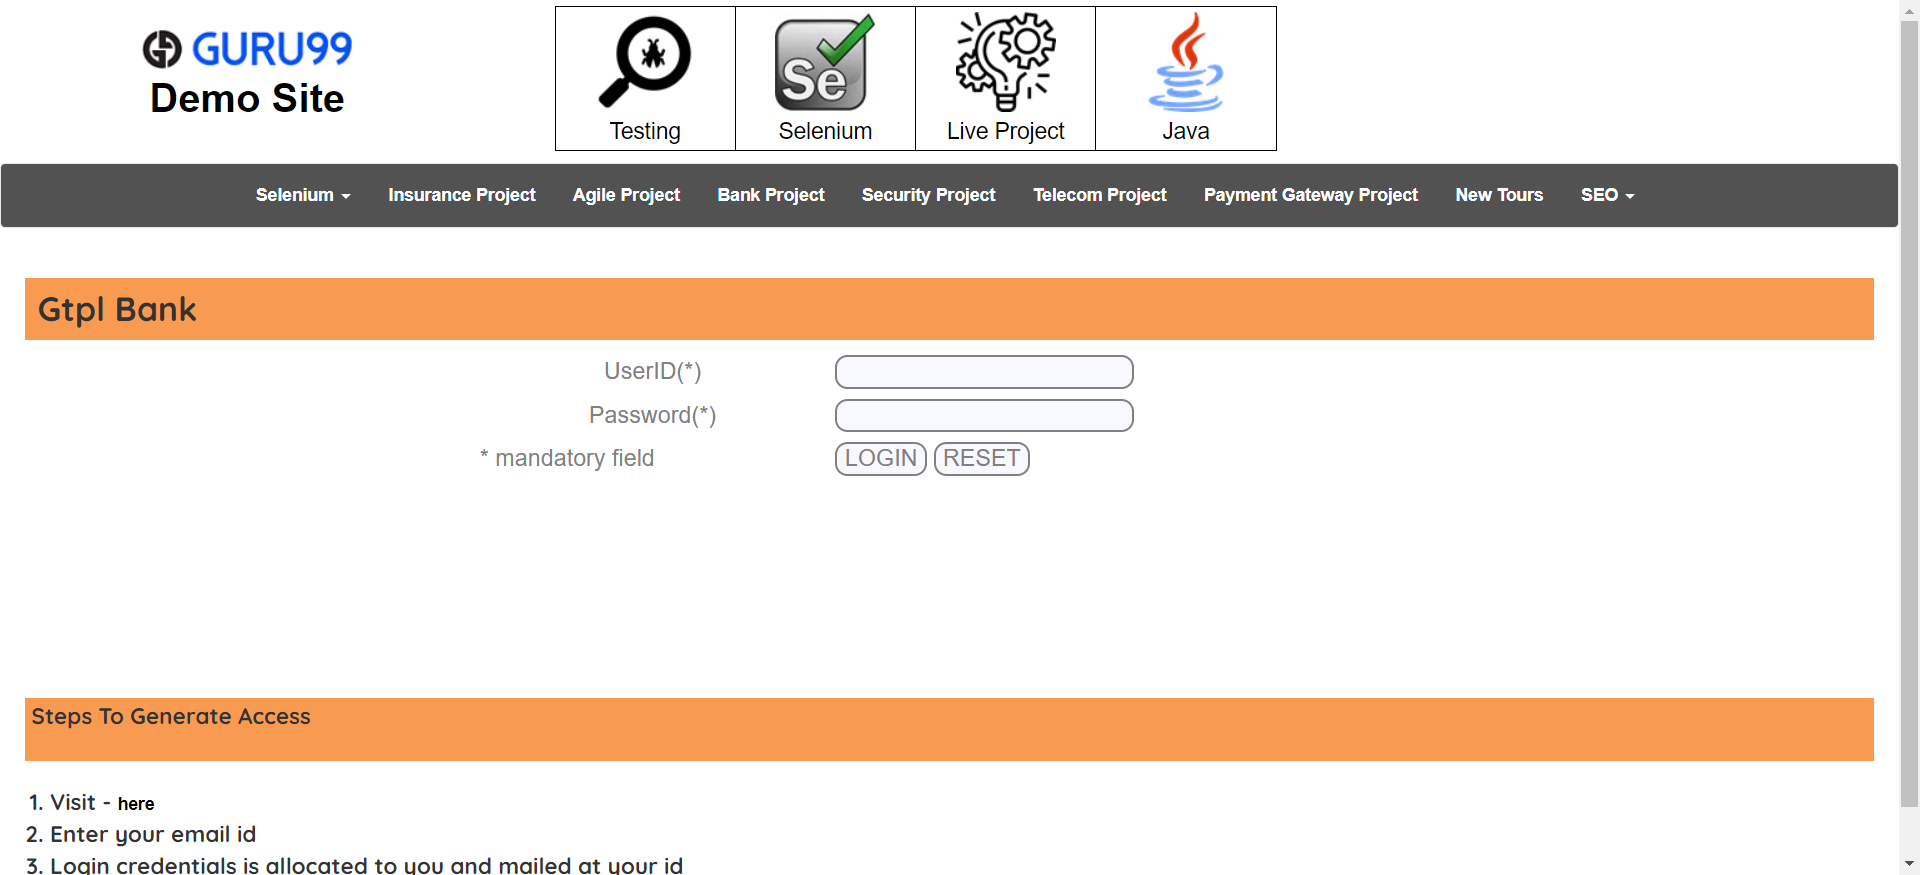 GURU99
Demo Site
Se
Testing Selenium Live Project Java
Selenium Insurance Project Agile Project Bank Project Security Project Telecom Project Payment Gateway Project New Tours SEO
Gtpl Bank
UserID(*)
Password(*)
* mandatory field LOGIN RESET
Steps To Generate Access
1. Visit - here
2. Enter your email id
3. Login credentials is allocated to you and mailed at your id